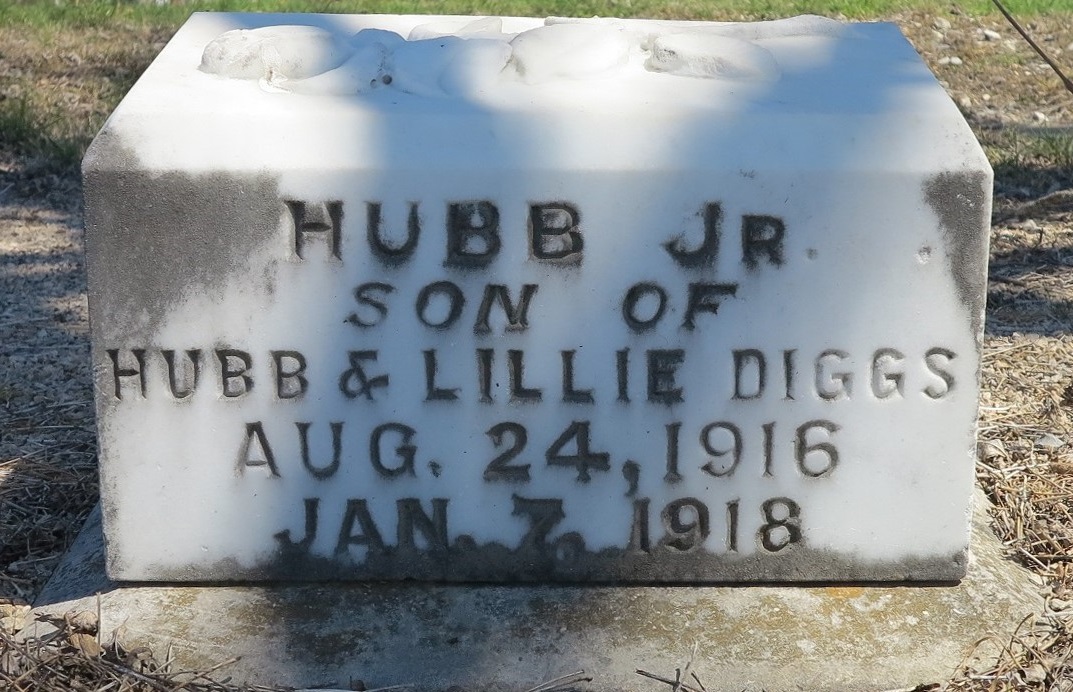 HUBB JR.
SON OF
HUBB & LILLIE DIGGS
AUG. 24, 1916
JAN. 7, 1918